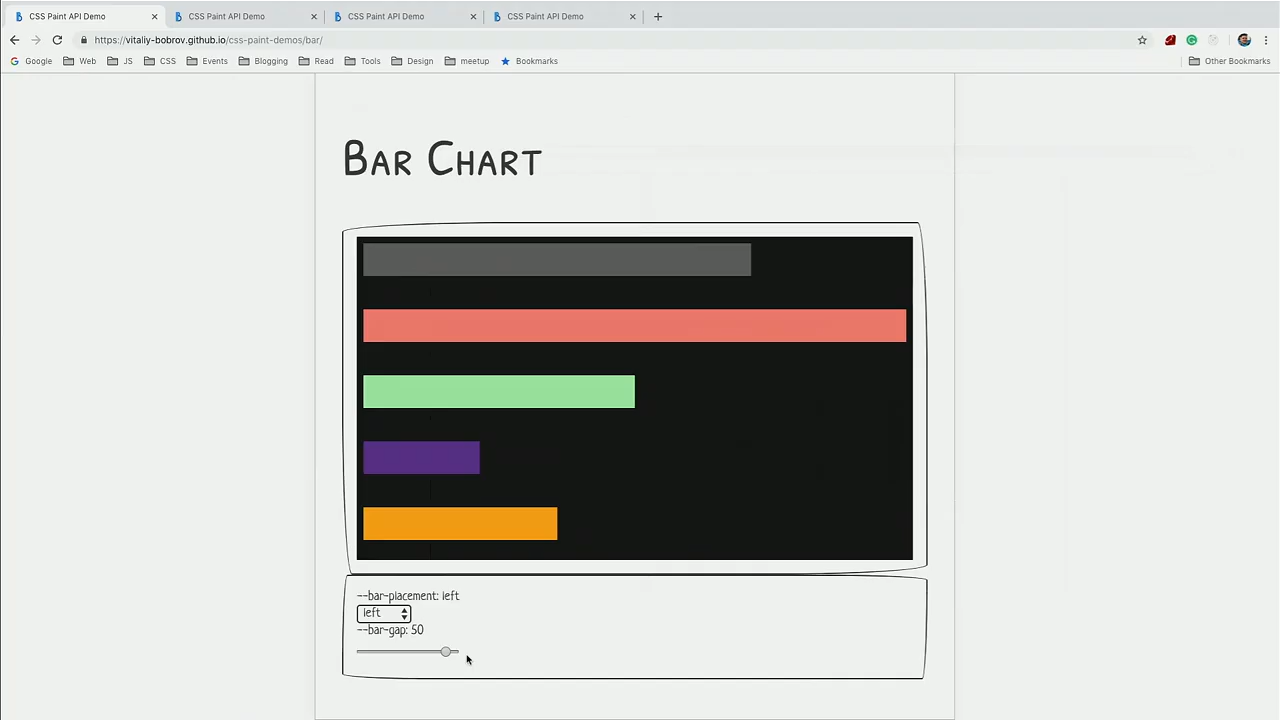 CSS Paint API Demo
CSS Paint API Demo
CSS Paint API Demo
CSS Paint API Demo
https://vitaliy-bobrov.github.io/css-paint-demos/bar/
Google Web JS CSS Events Blogging Read Tools Design meetup Bookmarks Other Bookmarks
Bar Chart
--bar-placement: left
left
--bar-gap: 50